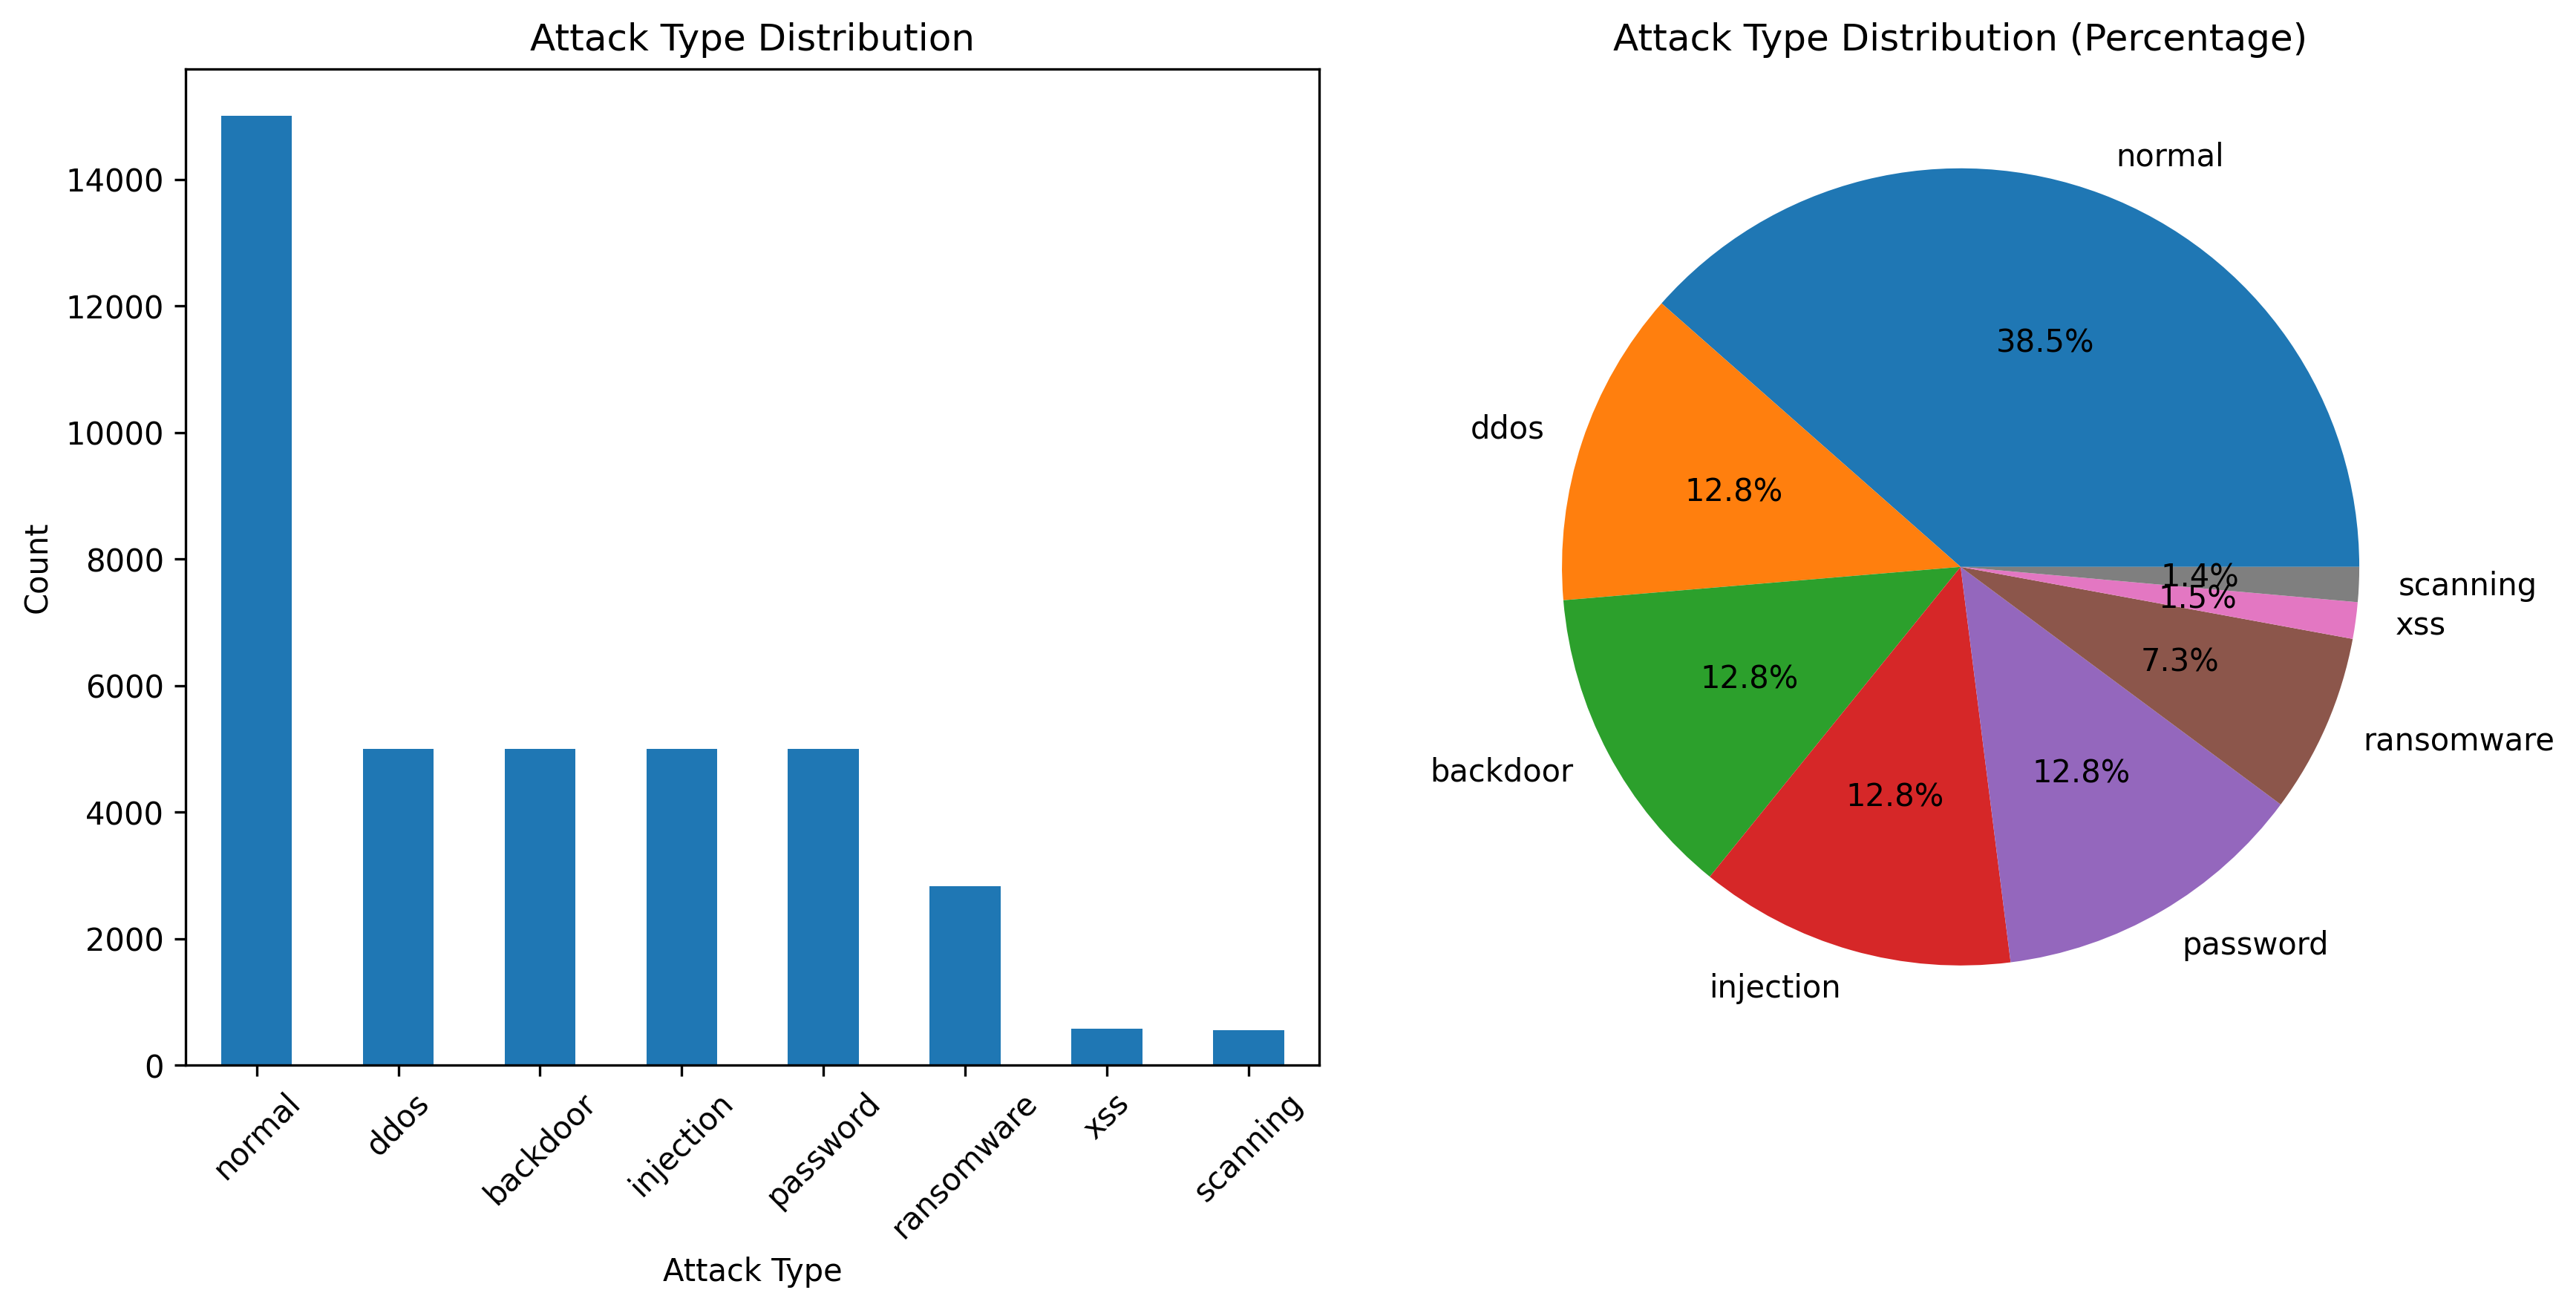 Attack Type Distribution
Count
14000
12000
10000
8000
6000
4000
2000
0
normal
ddos
backdoor
injection
password
ransomware
xss
scanning
Attack Type
Attack Type Distribution (Percentage)
normal
38.5%
ddos
12.8%
backdoor
12.8%
injection
12.8%
password
12.8%
ransomware
7.3%
xss
1.5%
scanning
1.4%